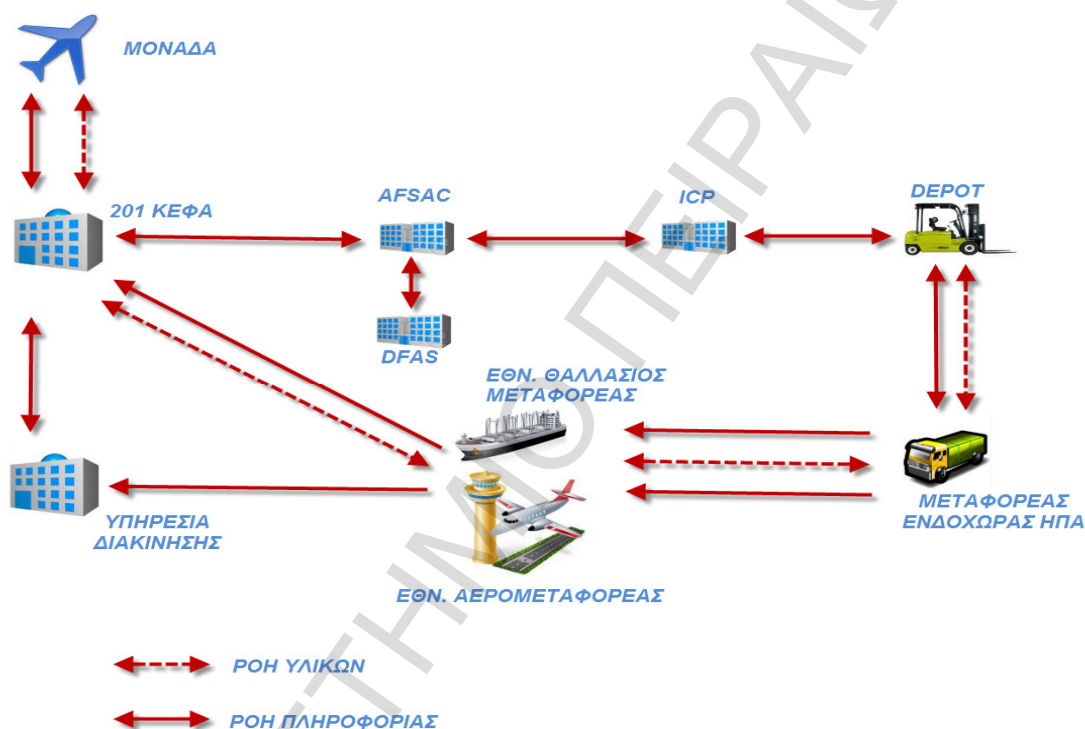 ΜΟΝΑΔΑ
201 ΚΕΦΑ
AFSAC
ICP
DEPOT
DFAS
ΕΘΝ. ΘΑΛΛΑΣΙΟΣ
ΜΕΤΑΦΟΡΕΑΣ
ΜΕΤΑΦΟΡΕΑΣ
ΕΝΔΟΧΩΡΑΣ ΗΠΑ
ΥΠΗΡΕΣΙΑ
ΔΙΑΚΙΝΗΣΗΣ
ΕΘΝ. ΑΕΡΟΜΕΤΑΦΟΡΕΑΣ
ΡΟΗ ΥΛΙΚΩΝ
ΡΟΗ ΠΛΗΡΟΦΟΡΙΑΣ